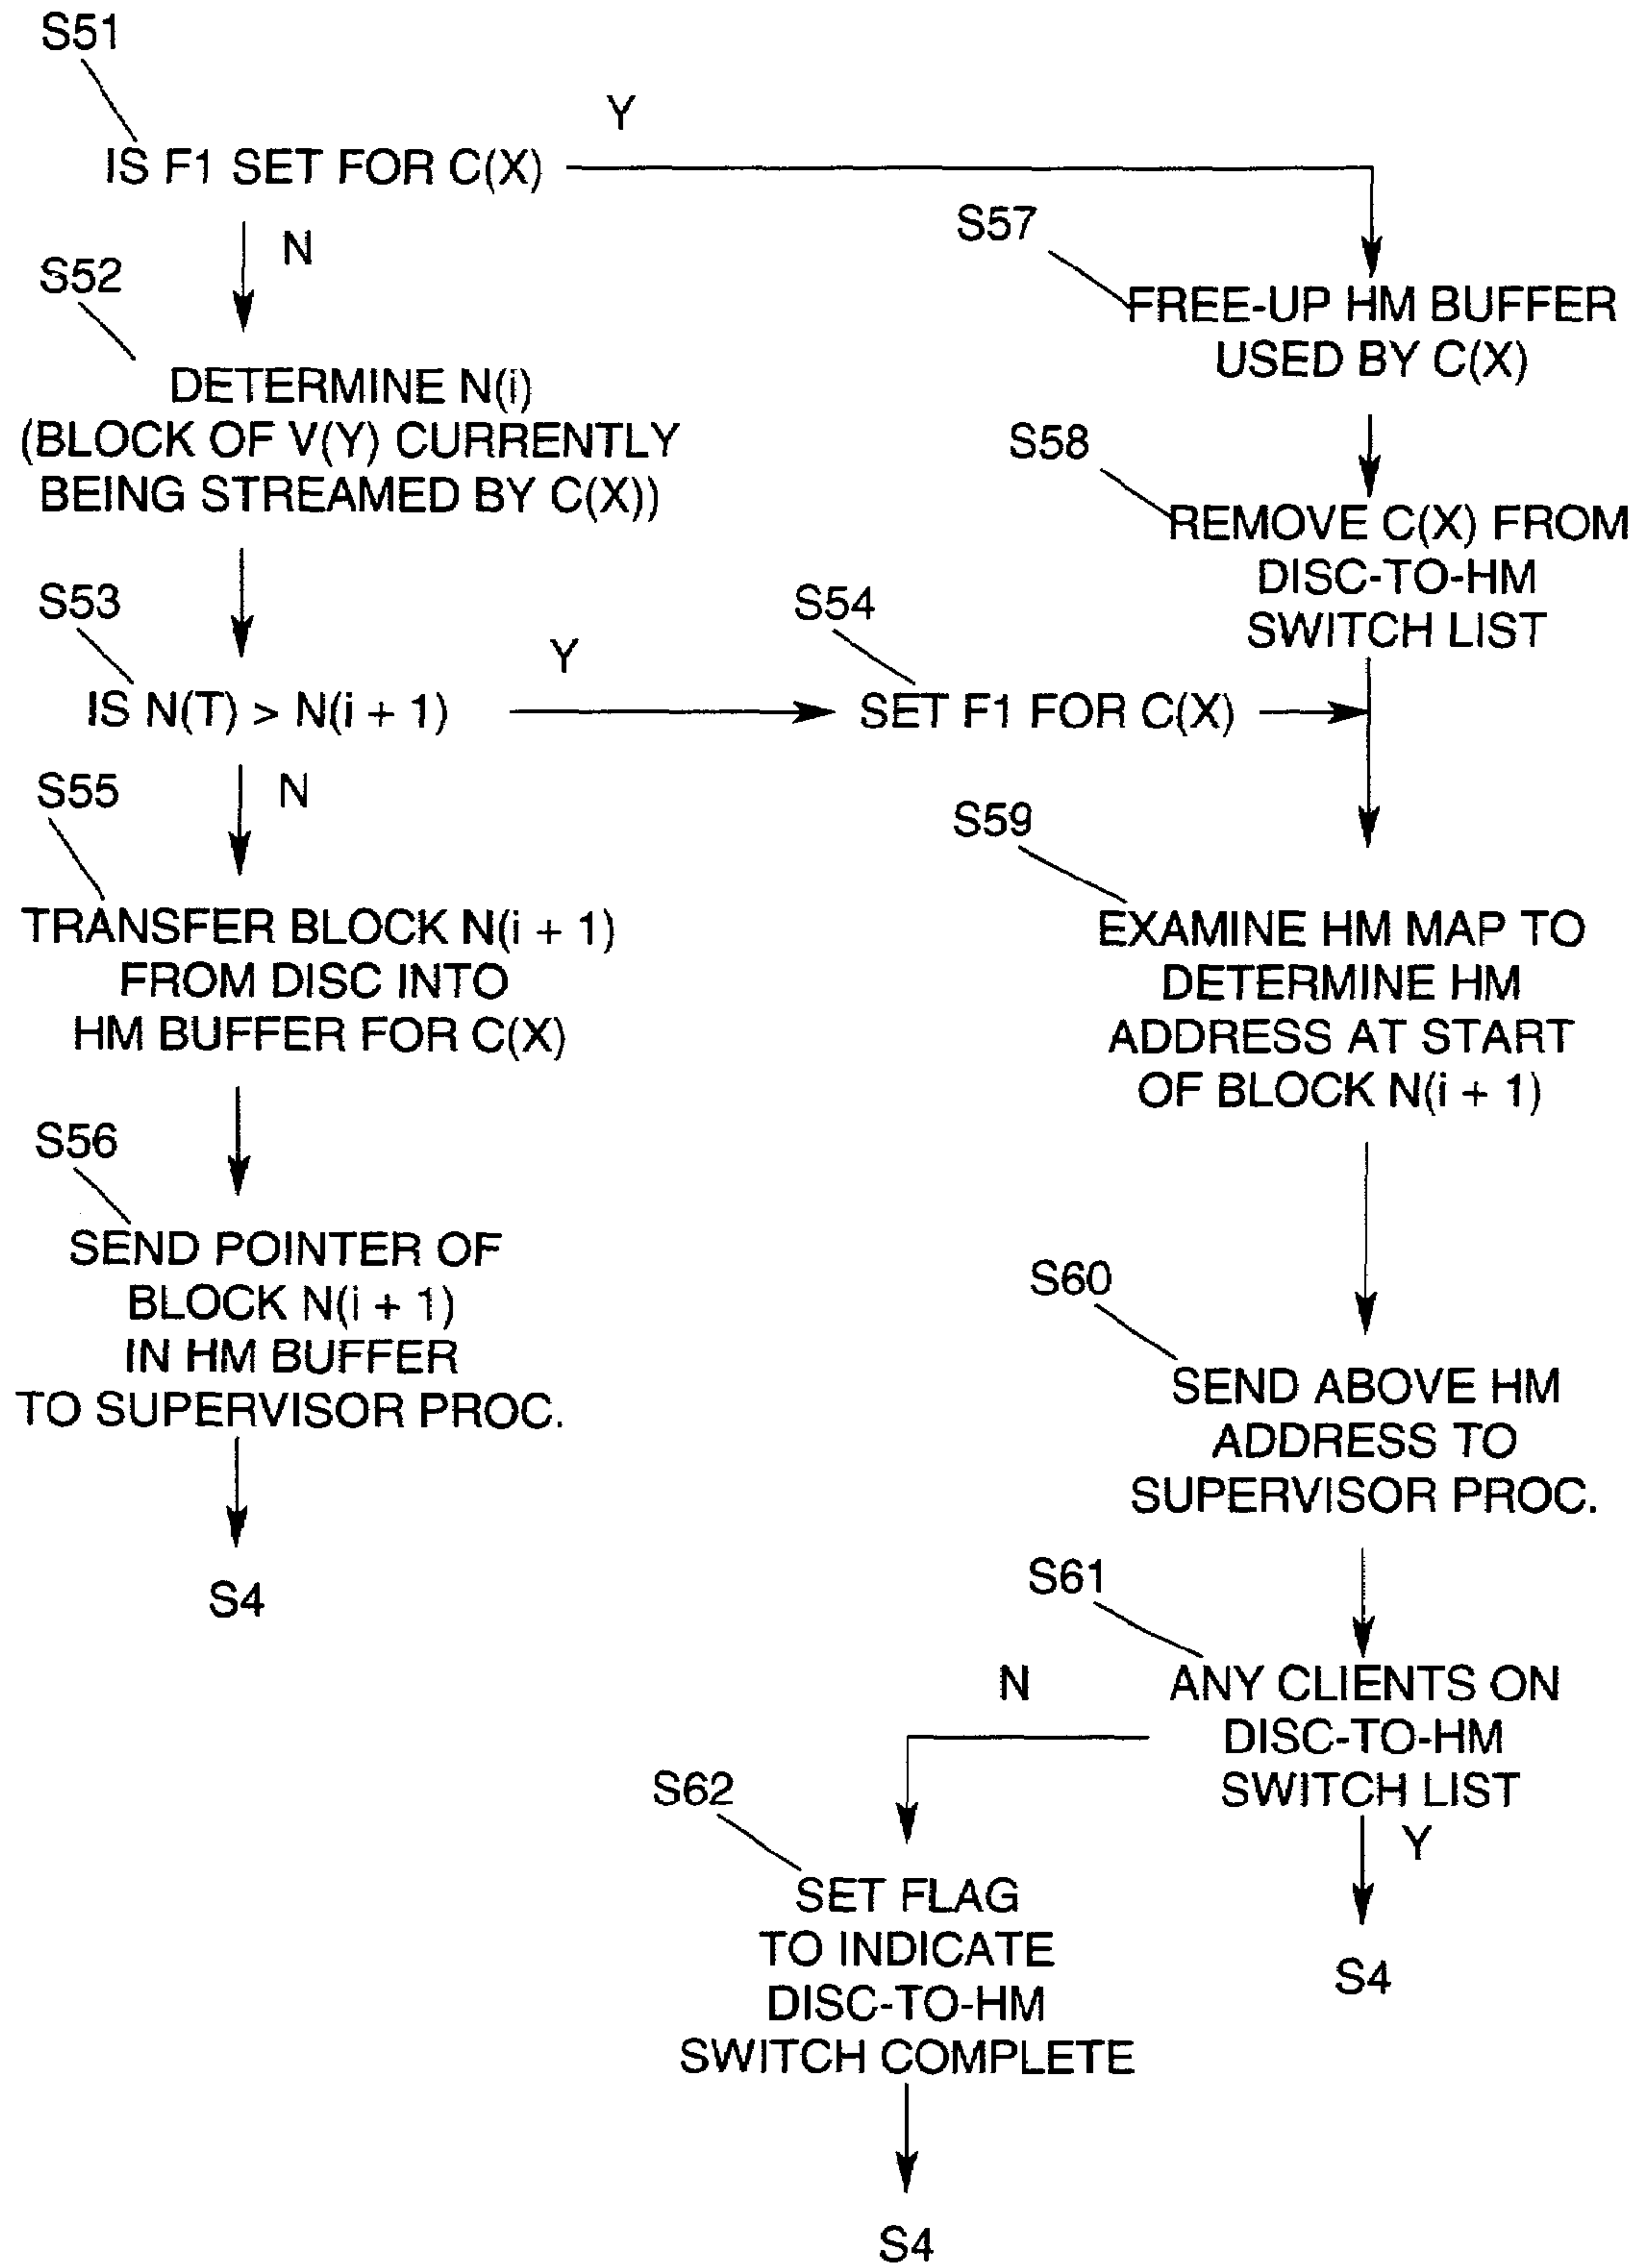 S51
Y
IS F1 SET FOR C(X)
N
S52
DETERMINE N(i)
(BLOCK OF V(Y) CURRENTLY
BEING STREAMED BY C(X))
S53
Y
IS N(T) > N(i + 1)
N
S54
SET F1 FOR C(X)
S55
TRANSFER BLOCK N(i + 1)
FROM DISC INTO
HM BUFFER FOR C(X)
S56
SEND POINTER OF
BLOCK N(i + 1)
IN HM BUFFER
TO SUPERVISOR PROC.
S4
S57
FREE-UP HM BUFFER
USED BY C(X)
S58
REMOVE C(X) FROM
DISC-TO-HM
SWITCH LIST
S59
EXAMINE HM MAP TO
DETERMINE HM
ADDRESS AT START
OF BLOCK N(i + 1)
S60
SEND ABOVE HM
ADDRESS TO
SUPERVISOR PROC.
S61
ANY CLIENTS ON
DISC-TO-HM
SWITCH LIST
N
Y
S4
S62
SET FLAG
TO INDICATE
DISC-TO-HM
SWITCH COMPLETE
S4